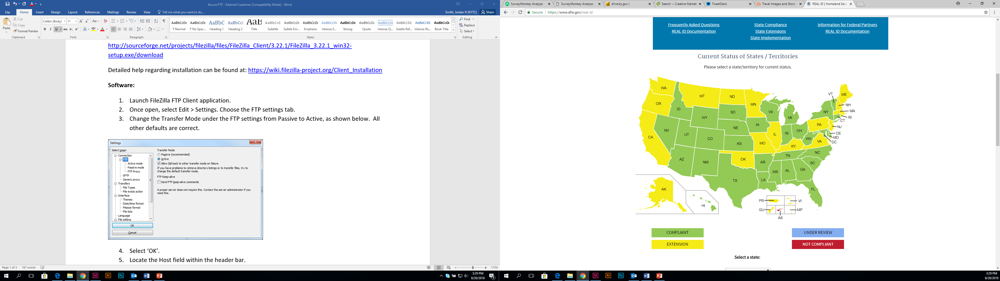 Secure FTP - External Customer [Compatibility Mode] - Word
File Home Insert Design Layout References Mailings Review View Tell me what you want to do... Smith, Jordan R (KYTC) Share
Paste
Cut
Copy
Format Painter
Clipboard
Calibri (Body) 11
Font
Paragraph
AaBbCcDc AaBbCcDc AaBbC AaBbCcC AaB AaBbCcC AaBbCcDc AaBbCcDc AaBbCcDc AaBbCcDc AaBbCcDc AaBbCcDc AABBCCDC AABBCCDC AaBbCcDc
¶ Normal ¶ No Spac... Heading 1 Heading 2 Title Subtitle Subtle Em... Emphasis Intense E... Strong Quote Intense Q... Subtle Ref... Intense Re... Book Title
Styles
Find
Replace
Select
Editing
http://sourceforge.net/projects/filezilla/files/FileZilla_Client/3.22.1/FileZilla_3.22.1_win32-
setup.exe/download
Detailed help regarding installation can be found at: https://wiki.filezilla-project.org/Client_Installation
Software:
1. Launch FileZilla FTP Client application.
2. Once open, select Edit > Settings. Choose the FTP settings tab.
3. Change the Transfer Mode under the FTP settings from Passive to Active, as shown below. All
other defaults are correct.
Settings
Select page:
Connection
FTP
Active mode
Passive mode
FTP Proxy
SFTP
Generic proxy
Transfers
File Types
File exists action
Interface
Themes
Date/time format
Filesize format
File lists
Language
File editing
OK
Cancel
Transfer Mode
Passive (recommended)
Active
Allow fall back to other transfer mode on failure
If you have problems to retrieve directory listings or to transfer files, try to
change the default transfer mode.
FTP Keep-alive
Send FTP keep-alive commands
A proper server does not require this. Contact the server administrator if you
need this.
4. Select ‘OK’.
5. Locate the Host field within the header bar.
Page 1 of 3 167 words 172%
3:29 PM
8/20/2018
SurveyMonkey Analyze - SurveyMonkey Analyze - drive.ky.gov | Search ~ Creative Market TweetDeck Travel Images and Stock REAL ID | Homeland Secu
Secure https://www.dhs.gov/real-id
Frequently Asked Questions State Compliance Information for Federal Partners
REAL ID Documentation State Extensions REAL ID Documentation
State Implementation
Current Status of States / Territories
Please select a state/territory for current status.
WA
MT
ND
MN
OR
ID
WY
SD
WI
MI
NY
VT
ME
NH
MA
RI
CT
PA
NJ
DE
MD
DC
CA
NV
UT
CO
NE
IA
KS
MO
IL
IN
OH
WV
VA
KY
AZ
NM
OK
AR
TN
NC
SC
TX
LA
MS
AL
GA
FL
AK
HI
PR
VI
GU
MP
AS
COMPLIANT
UNDER REVIEW
EXTENSION
NOT COMPLIANT
Select a state:
3:29 PM
8/20/2018